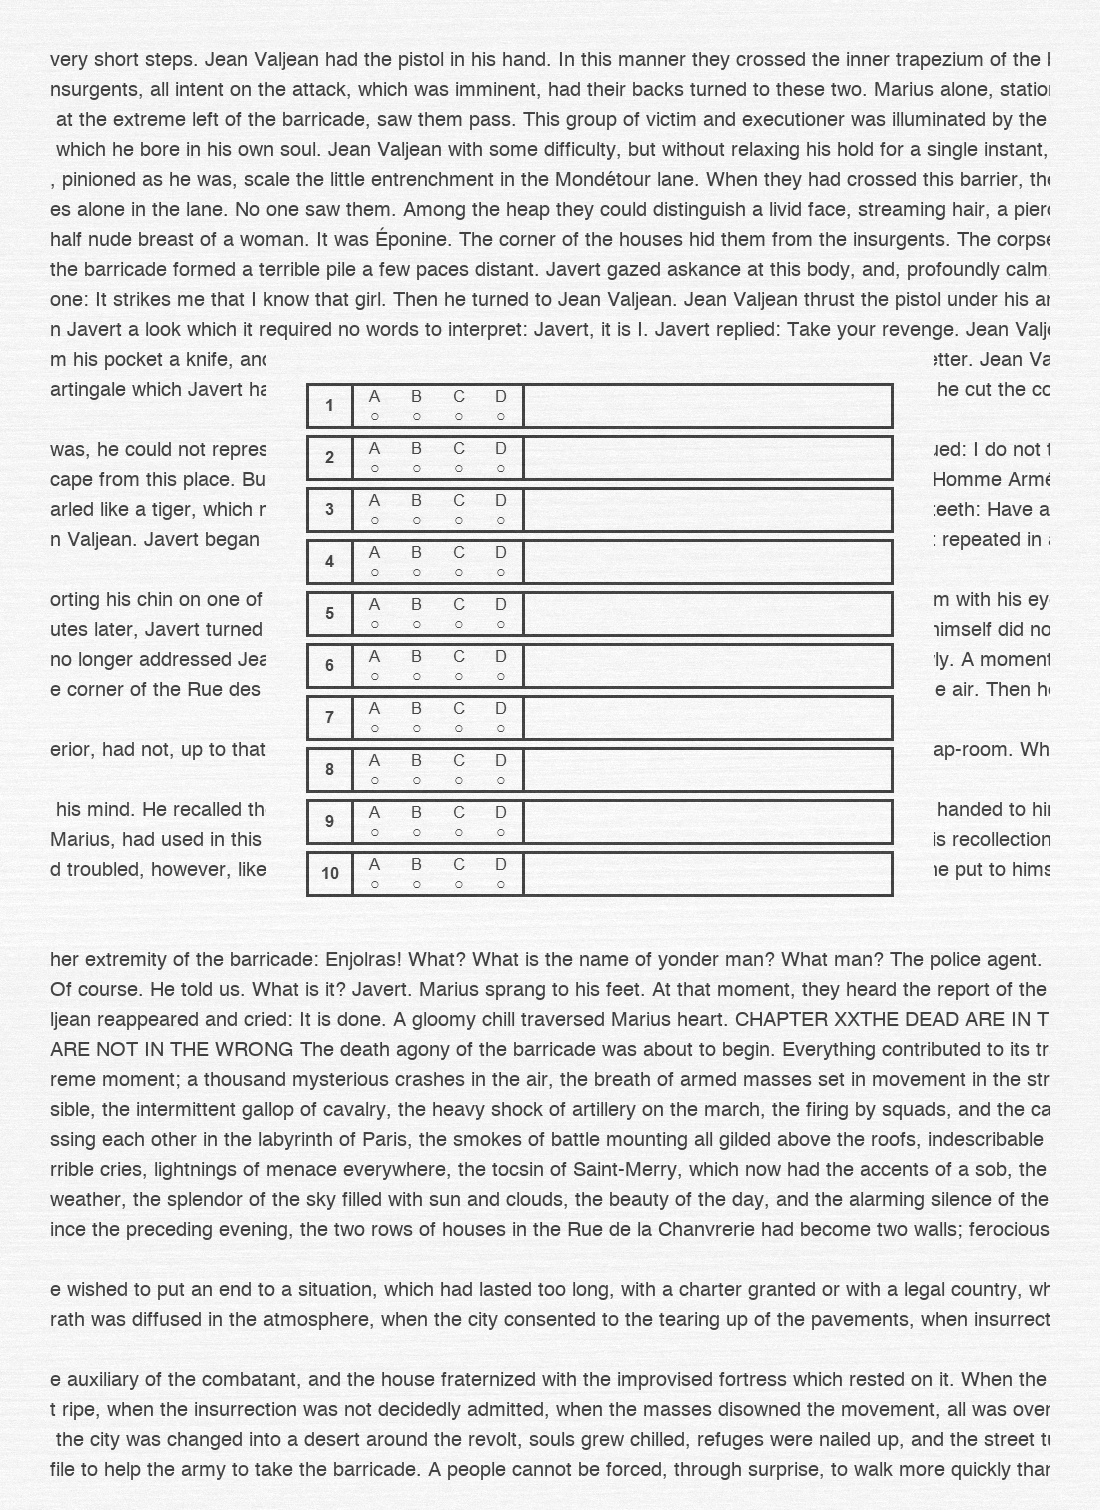 very short steps. Jean Valjean had the pistol in his hand. In this manner they crossed the inner trapezium of the
nsurgents, all intent on the attack, which was imminent, had their backs turned to these two. Marius alone, station
at the extreme left of the barricade, saw them pass. This group of victim and executioner was illuminated by the
which he bore in his own soul. Jean Valjean with some difficulty, but without relaxing his hold for a single instant,
, pinioned as he was, scale the little entrenchment in the Mondétour lane. When they had crossed this barrier, the
es alone in the lane. No one saw them. Among the heap they could distinguish a livid face, streaming hair, a pierc
half nude breast of a woman. It was Éponine. The corner of the houses hid them from the insurgents. The corpse
the barricade formed a terrible pile a few paces distant. Javert gazed askance at this body, and, profoundly calm,
one: It strikes me that I know that girl. Then he turned to Jean Valjean. Jean Valjean thrust the pistol under his ar
n Javert a look which it required no words to interpret: Javert, it is I. Javert replied: Take your revenge. Jean Valje
m his pocket a knife, and etter. Jean Va
artingale which Javert ha he cut the co
1 A B C D
was, he could not repres ued: I do not t
2 A B C D
cape from this place. Bu Homme Armé
arled like a tiger, which teeth: Have a
3 A B C D
n Valjean. Javert began repeated in a
4 A B C D
orting his chin on one of m with his ey
5 A B C D
utes later, Javert turned himself did no
no longer addressed Jea ly. A moment
6 A B C D
e corner of the Rue des e air. Then he
7 A B C D
erior, had not, up to that ap-room. Wh
8 A B C D
his mind. He recalled th handed to hi
9 A B C D
Marius, had used in this is recollection
d troubled, however, like he put to hims
10 A B C D
her extremity of the barricade: Enjolras! What? What is the name of yonder man? What man? The police agent.
Of course. He told us. What is it? Javert. Marius sprang to his feet. At that moment, they heard the report of the
ljean reappeared and cried: It is done. A gloomy chill traversed Marius heart. CHAPTER XXTHE DEAD ARE IN T
ARE NOT IN THE WRONG The death agony of the barricade was about to begin. Everything contributed to its tr
reme moment; a thousand mysterious crashes in the air, the breath of armed masses set in movement in the str
sible, the intermittent gallop of cavalry, the heavy shock of artillery on the march, the firing by squads, and the ca
ssing each other in the labyrinth of Paris, the smokes of battle mounting all gilded above the roofs, indescribable
rrible cries, lightnings of menace everywhere, the tocsin of Saint-Merry, which now had the accents of a sob, the
weather, the splendor of the sky filled with sun and clouds, the beauty of the day, and the alarming silence of the
ince the preceding evening, the two rows of houses in the Rue de la Chanvrerie had become two walls; ferocious
e wished to put an end to a situation, which had lasted too long, with a charter granted or with a legal country, wh
rath was diffused in the atmosphere, when the city consented to the tearing up of the pavements, when insurrect
e auxiliary of the combatant, and the house fraternized with the improvised fortress which rested on it. When the
t ripe, when the insurrection was not decidedly admitted, when the masses disowned the movement, all was over
the city was changed into a desert around the revolt, souls grew chilled, refuges were nailed up, and the street tu
file to help the army to take the barricade. A people cannot be forced, through surprise, to walk more quickly than